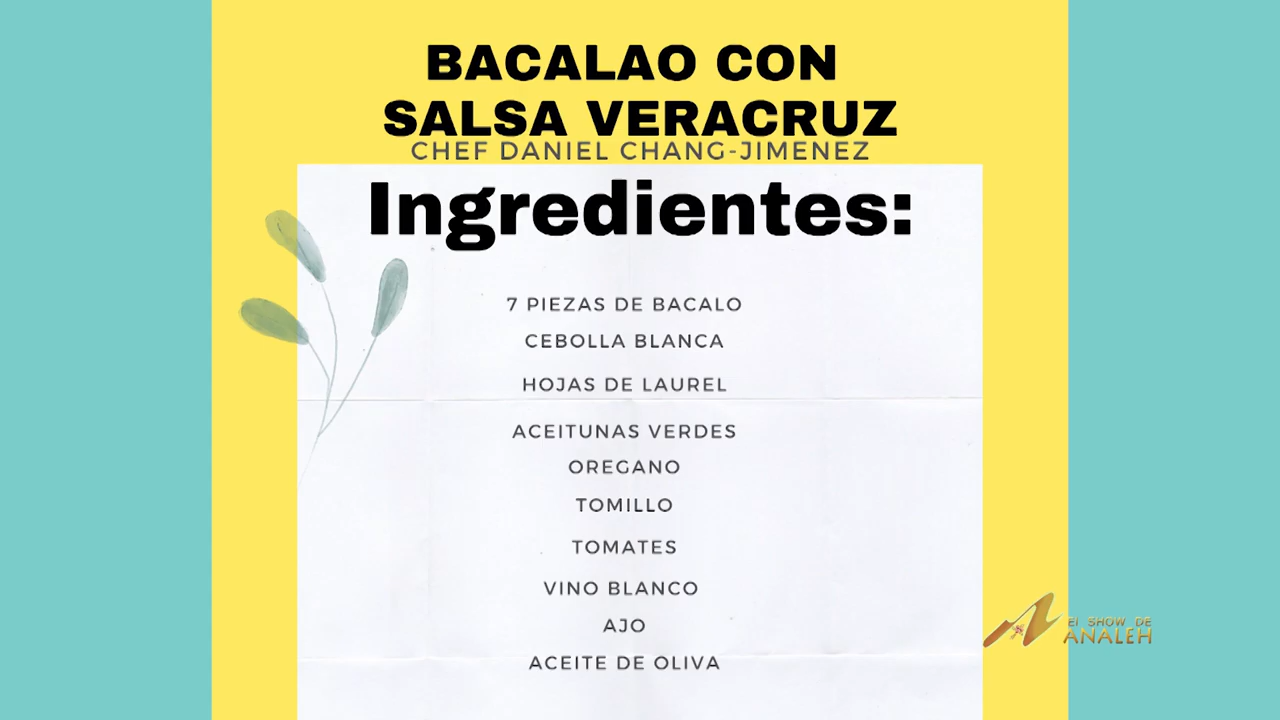 BACALAO CON
SALSA VERACRUZ
CHEF DANIEL CHANG-JIMENEZ
Ingredientes:
7 PIEZAS DE BACALO
CEBOLLA BLANCA
HOJAS DE LAUREL
ACEITUNAS VERDES
OREGANO
TOMILLO
TOMATES
VINO BLANCO
AJO
ACEITE DE OLIVA
El SHOW DE
ANALEH